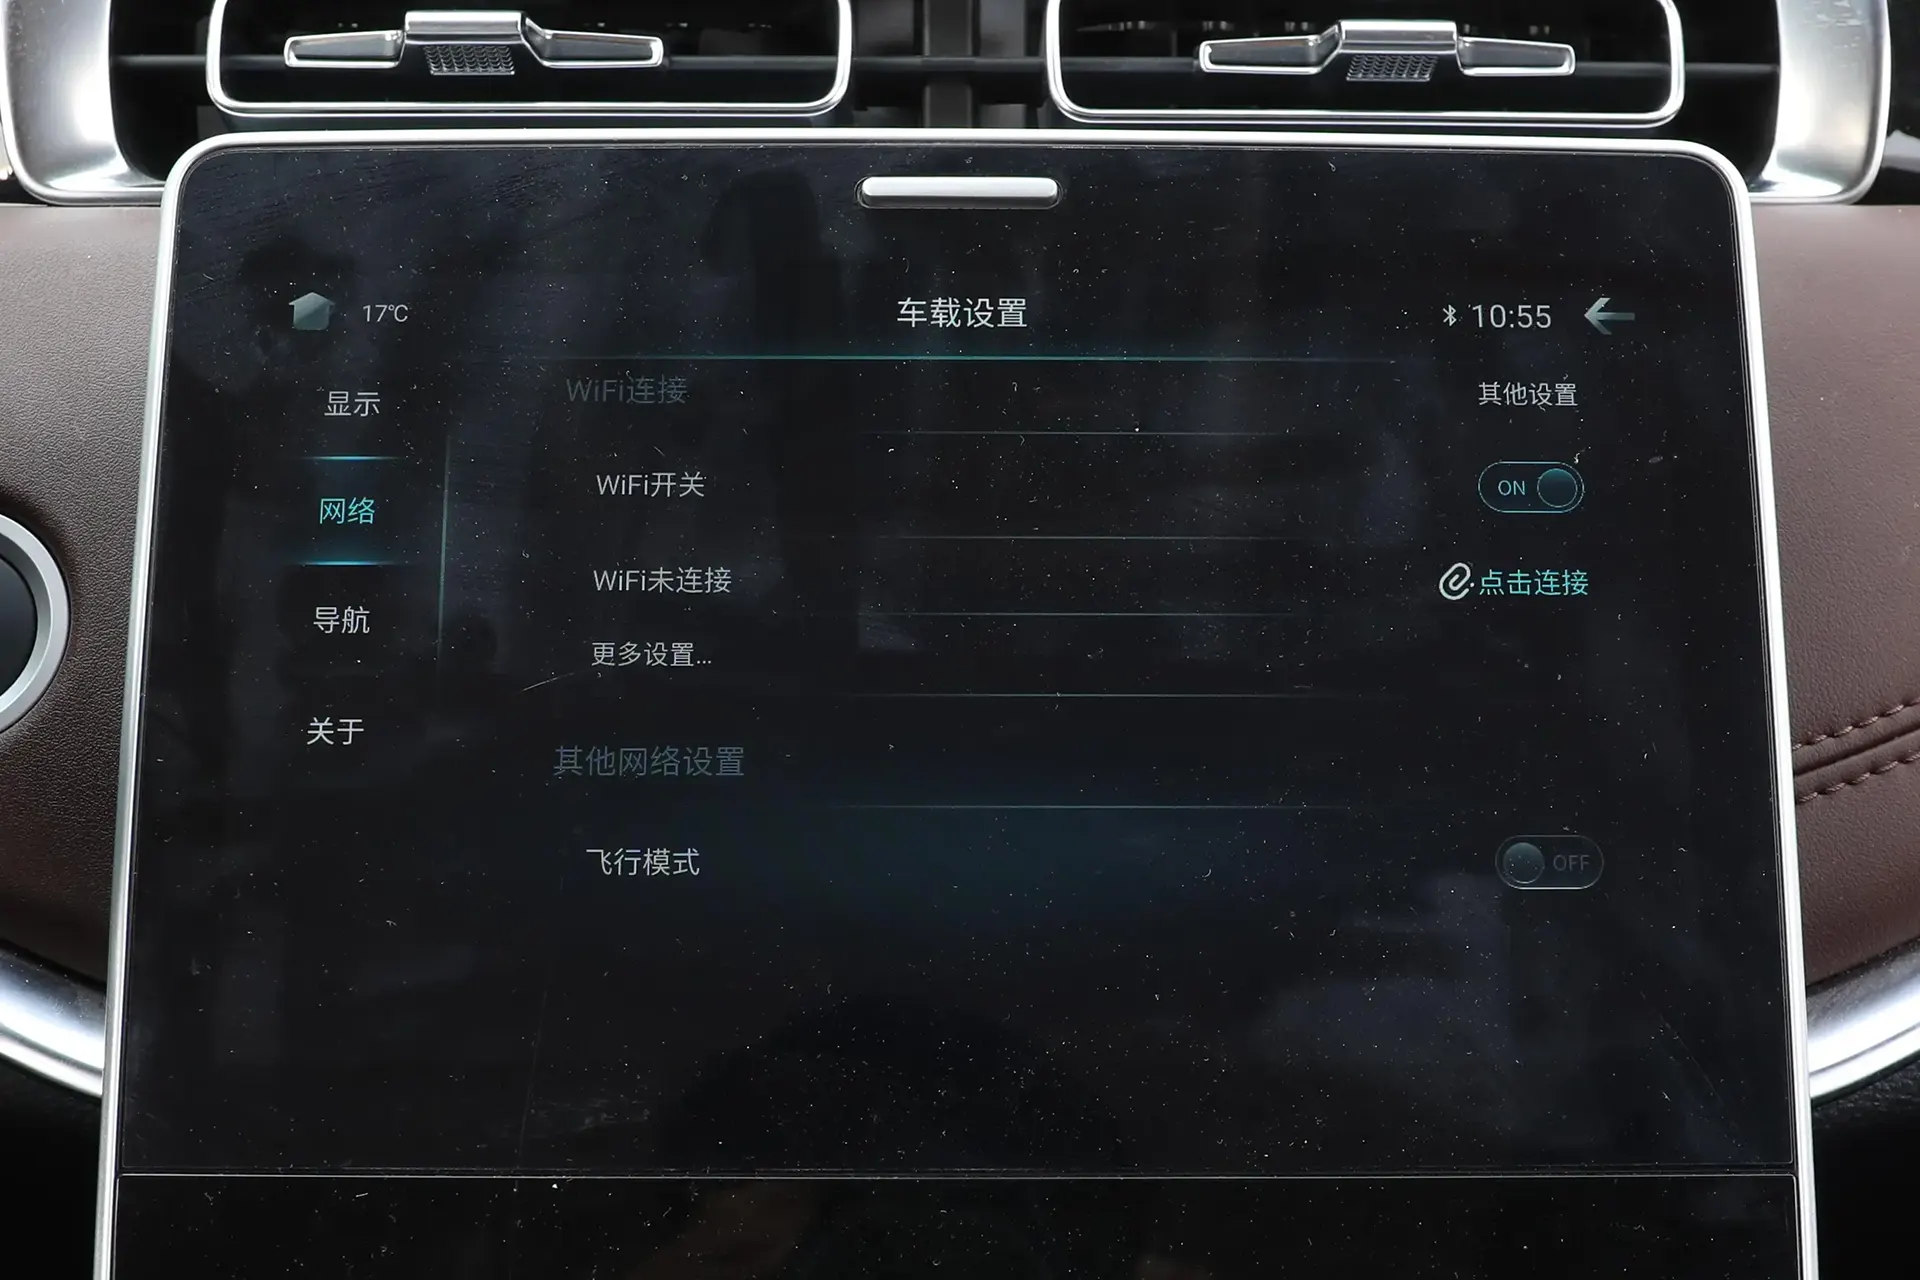 17℃
车载设置
10:55
显示
网络
导航
关于
WiFi连接
其他设置
WiFi开关
ON
WiFi未连接
点击连接
更多设置...
其他网络设置
飞行模式
OFF